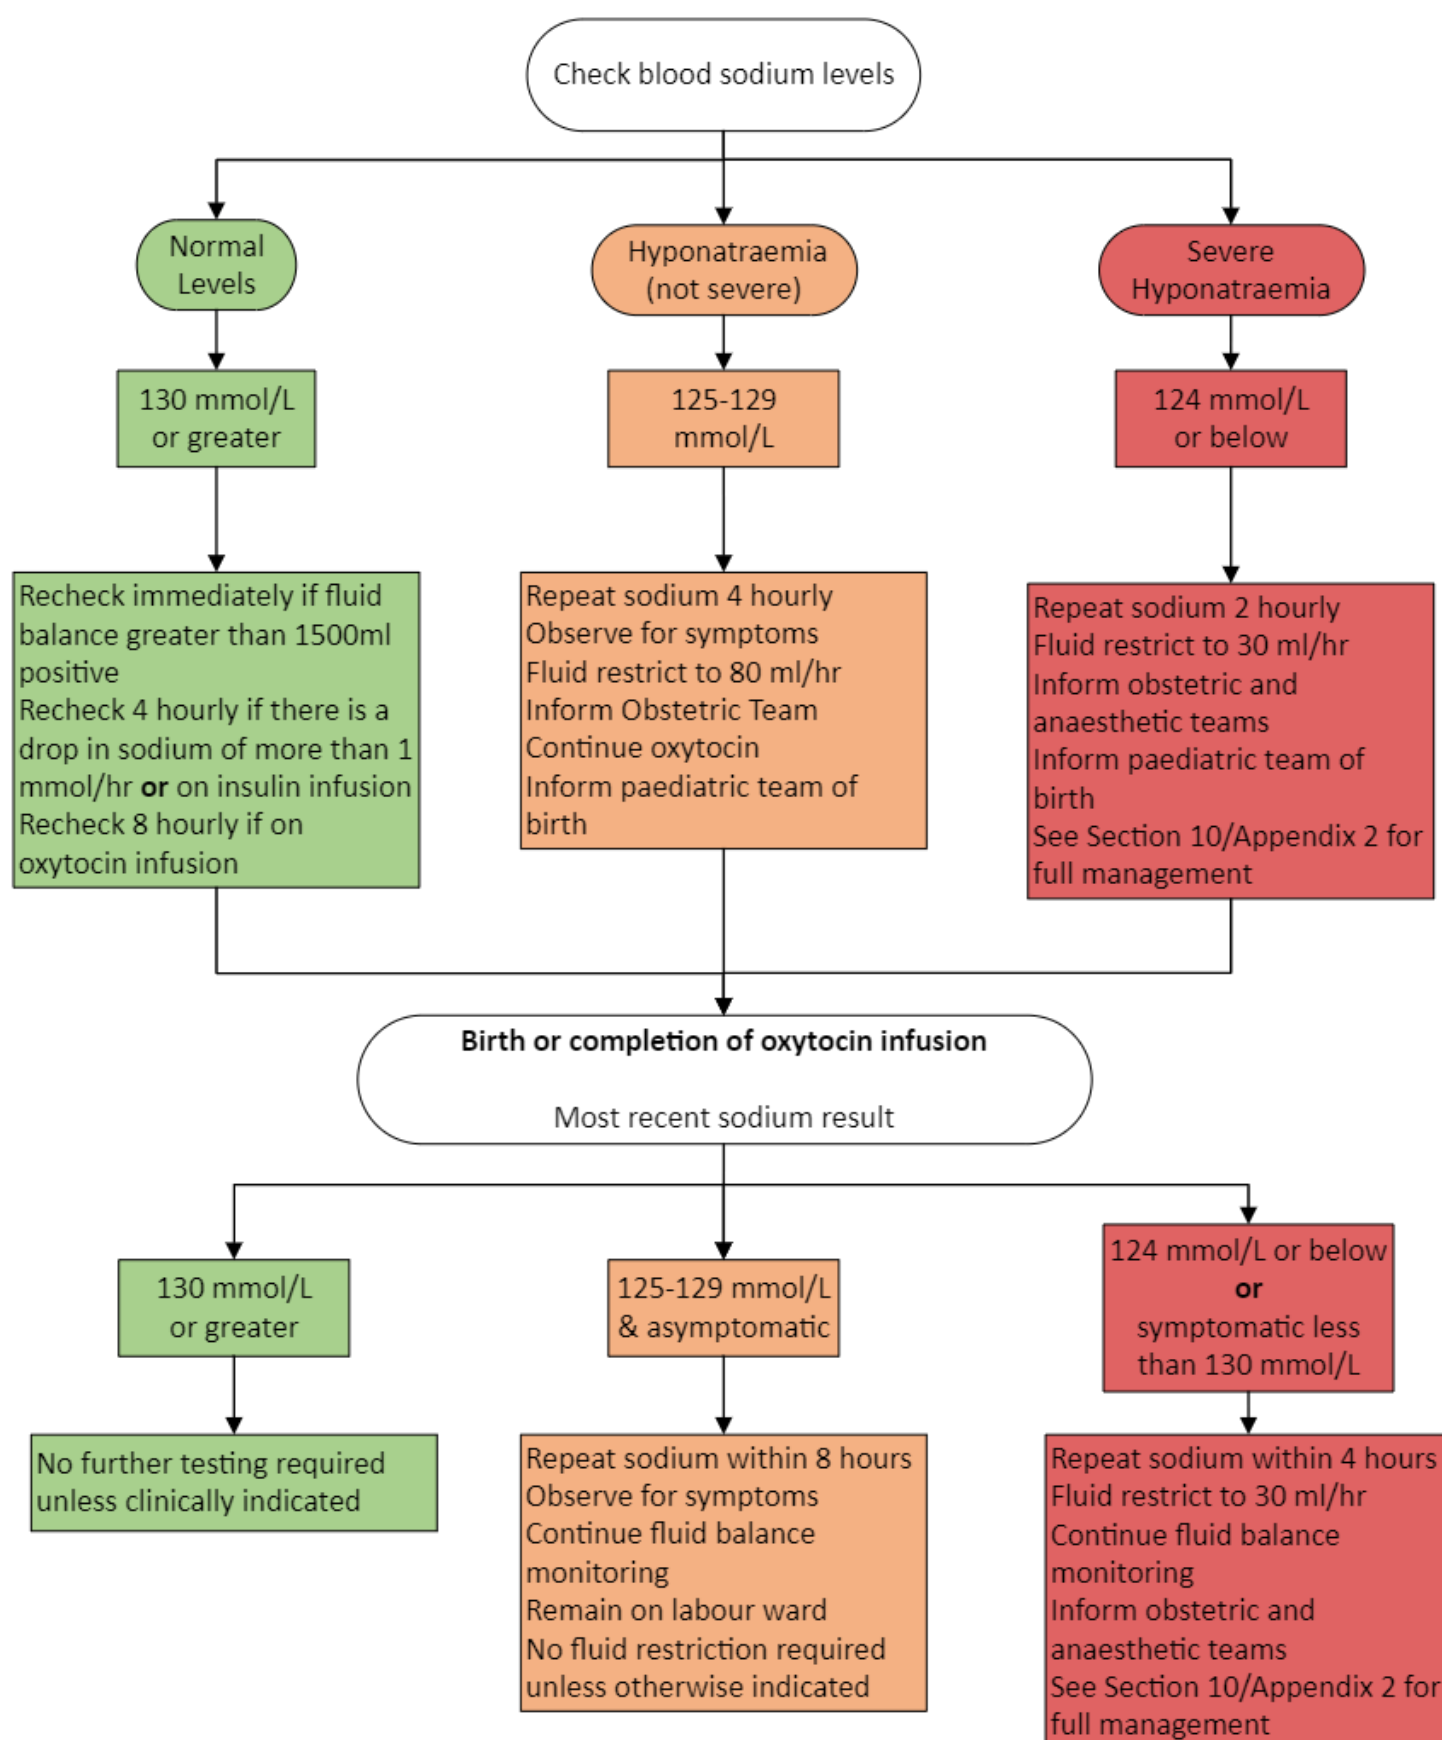 Check blood sodium levels
Normal
Levels
130 mmol/L
or greater
Recheck immediately if fluid
balance greater than 1500ml
positive
Recheck 4 hourly if there is a
drop in sodium of more than 1
mmol/hr or on insulin infusion
Recheck 8 hourly if on
oxytocin infusion
Hyponatraemia
(not severe)
125-129
mmol/L
Repeat sodium 4 hourly
Observe for symptoms
Fluid restrict to 80 ml/hr
Inform Obstetric Team
Continue oxytocin
Inform paediatric team of
birth
Severe
Hyponatraemia
124 mmol/L
or below
Repeat sodium 2 hourly
Fluid restrict to 30 ml/hr
Inform obstetric and
anaesthetic teams
Inform paediatric team of
birth
See Section 10/Appendix 2 for
full management
Birth or completion of oxytocin infusion
Most recent sodium result
130 mmol/L
or greater
No further testing required
unless clinically indicated
125-129 mmol/L
& asymptomatic
Repeat sodium within 8 hours
Observe for symptoms
Continue fluid balance
monitoring
Remain on labour ward
No fluid restriction required
unless otherwise indicated
124 mmol/L or below
or
symptomatic less
than 130 mmol/L
Repeat sodium within 4 hours
Fluid restrict to 30 ml/hr
Continue fluid balance
monitoring
Inform obstetric and
anaesthetic teams
See Section 10/Appendix 2 for
full management